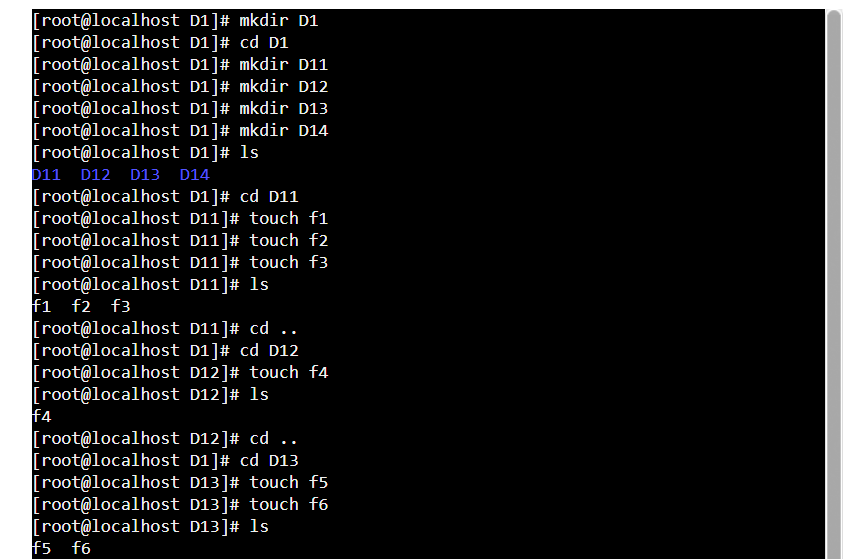 [root@localhost D1]# mkdir D1
[root@localhost D1]# cd D1
[root@localhost D1]# mkdir D11
[root@localhost D1]# mkdir D12
[root@localhost D1]# mkdir D13
[root@localhost D1]# mkdir D14
[root@localhost D1]# ls
D11  D12  D13  D14
[root@localhost D1]# cd D11
[root@localhost D11]# touch f1
[root@localhost D11]# touch f2
[root@localhost D11]# touch f3
[root@localhost D11]# ls
f1  f2  f3
[root@localhost D11]# cd ..
[root@localhost D1]# cd D12
[root@localhost D12]# touch f4
[root@localhost D12]# ls
f4
[root@localhost D12]# cd ..
[root@localhost D1]# cd D13
[root@localhost D13]# touch f5
[root@localhost D13]# touch f6
[root@localhost D13]# ls
f5  f6